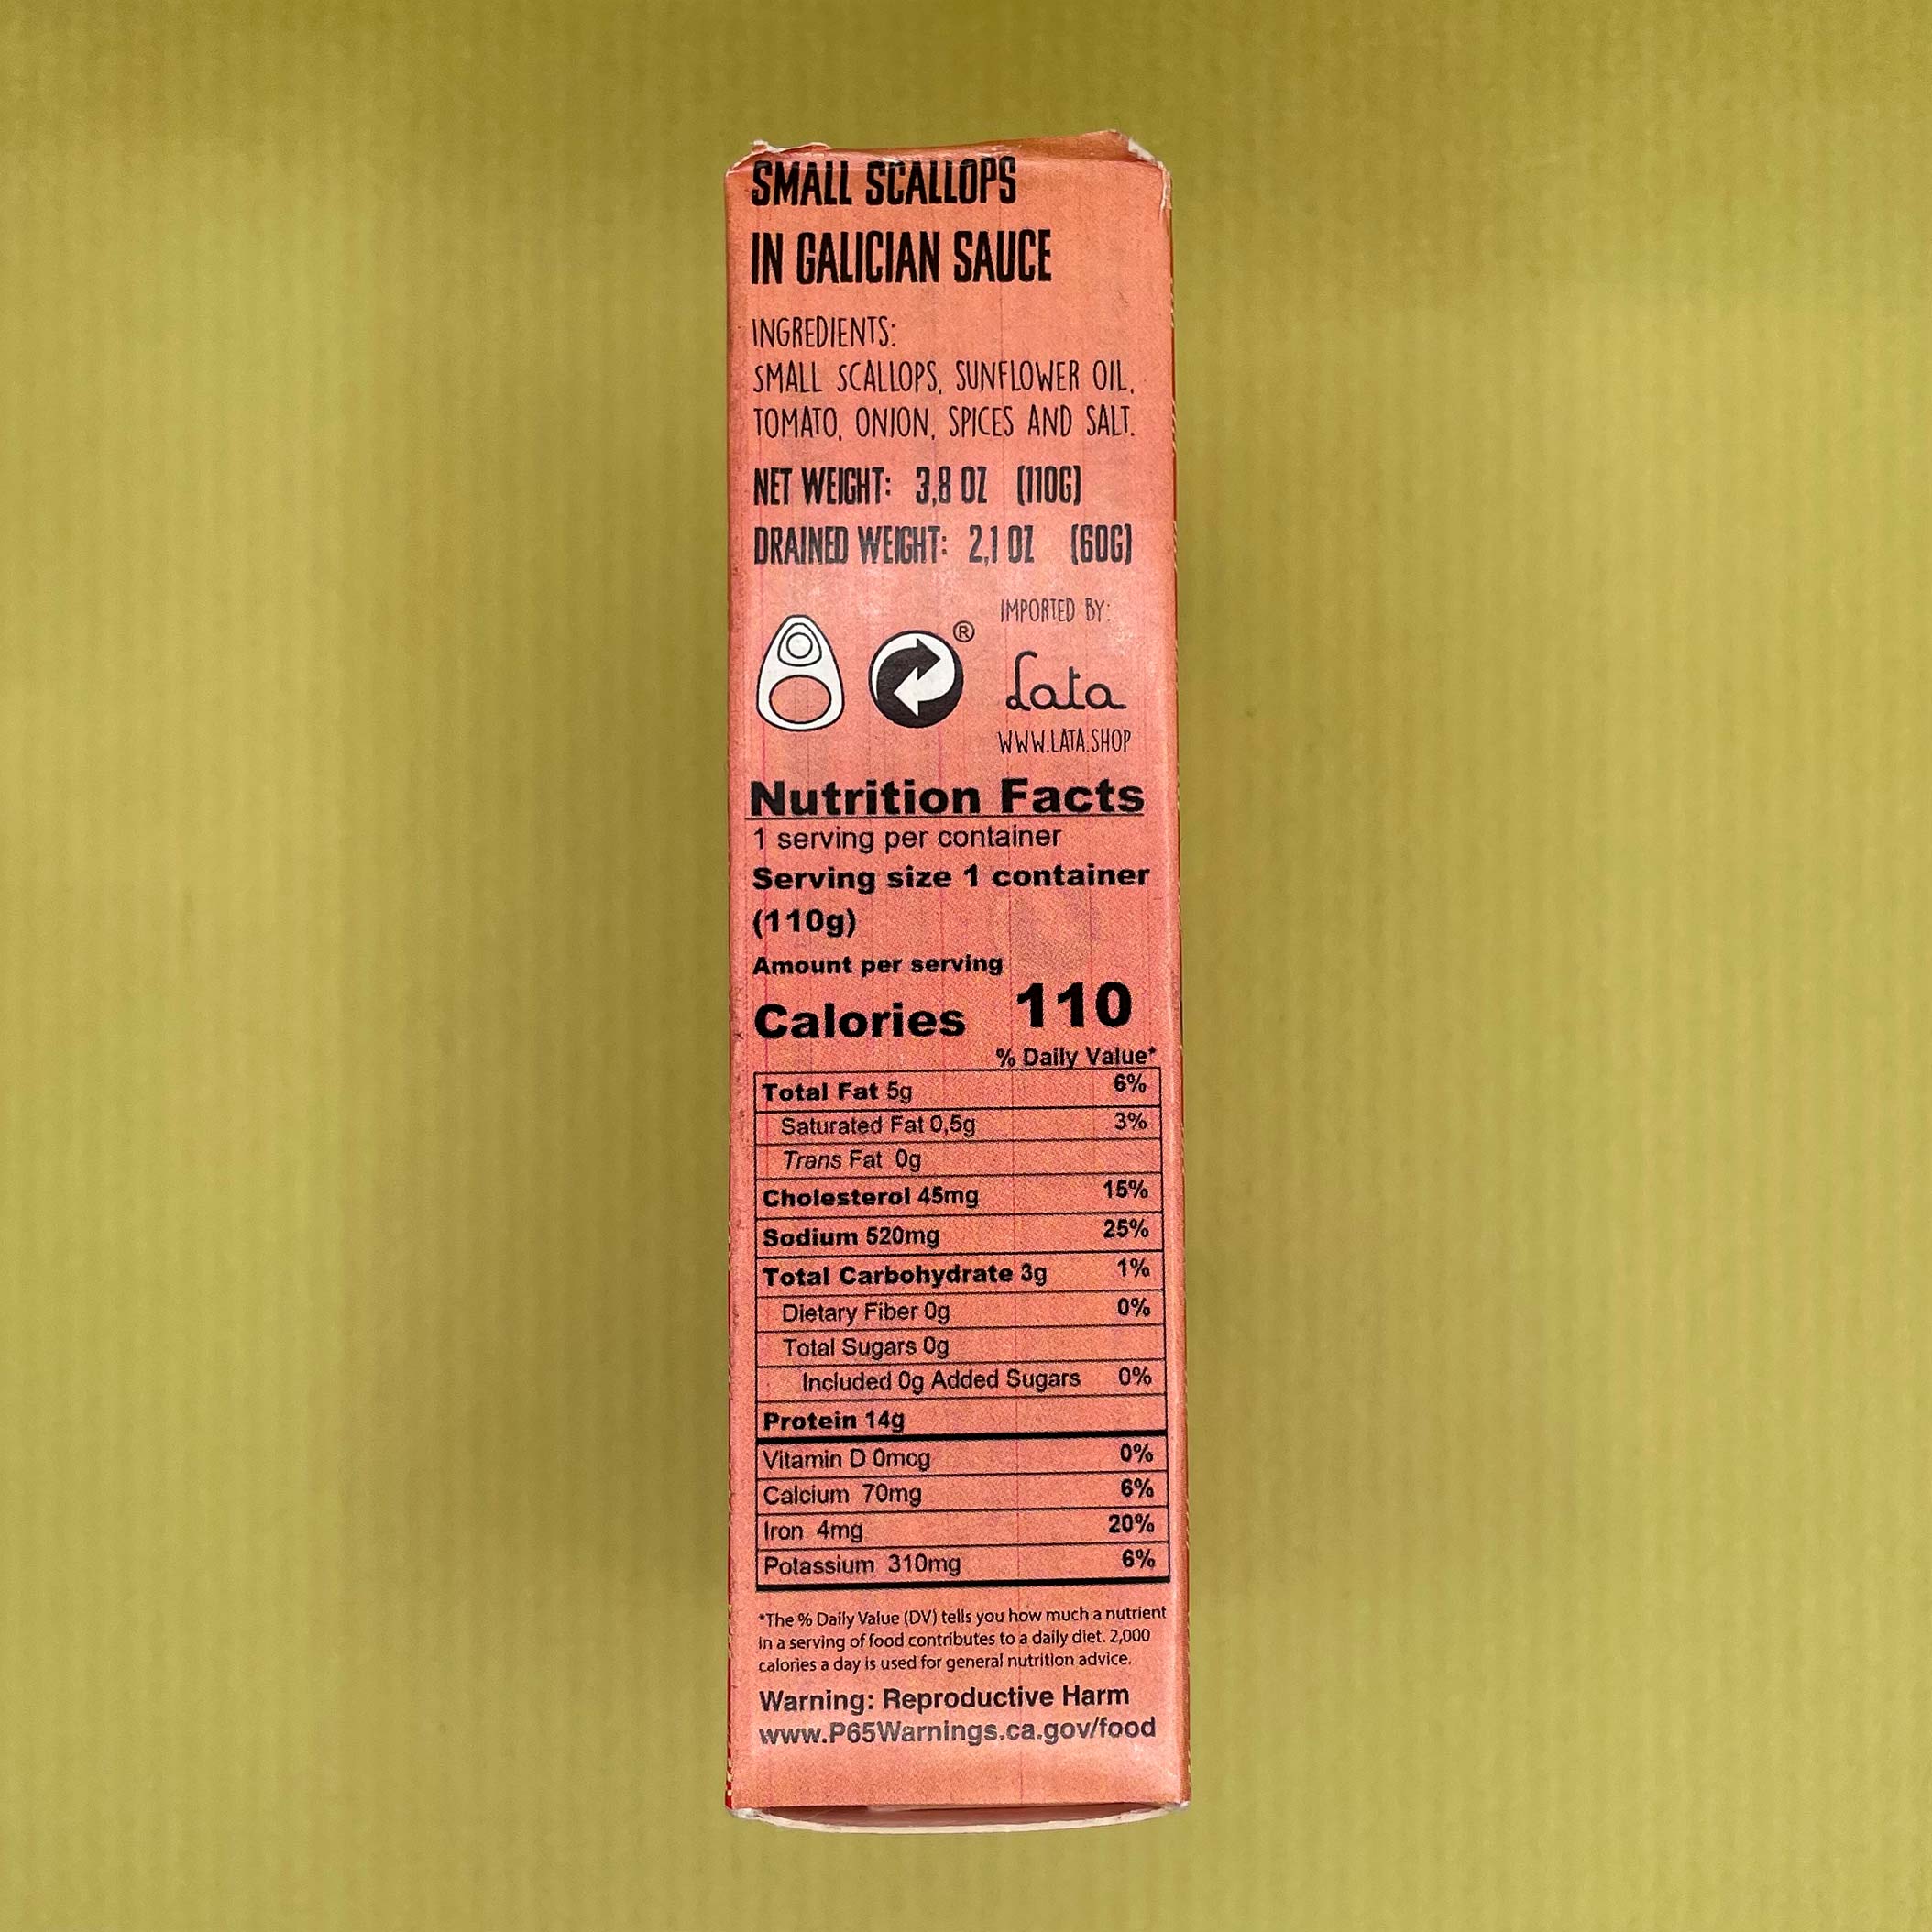 SMALL SCALLOPS
IN GALICIAN SAUCE
INGREDIENTS:
SMALL SCALLOPS, SUNFLOWER OIL,
TOMATO, ONION, SPICES AND SALT.
NET WEIGHT: 3,8 OZ (110G)
DRAINED WEIGHT: 2,1 OZ (60G)
®
IMPORTED BY:
Lata
WWW.LATA.SHOP
Nutrition Facts
1 serving per container
Serving size 1 container
(110g)
Amount per serving
Calories 110
% Daily Value*
Total Fat 5g 6%
Saturated Fat 0,5g 3%
Trans Fat 0g
Cholesterol 45mg 15%
Sodium 520mg 25%
Total Carbohydrate 3g 1%
Dietary Fiber 0g 0%
Total Sugars 0g
Included 0g Added Sugars 0%
Protein 14g
Vitamin D 0mcg 0%
Calcium 70mg 6%
Iron 4mg 20%
Potassium 310mg 6%
*The % Daily Value (DV) tells you how much a nutrient
in a serving of food contributes to a daily diet. 2,000
calories a day is used for general nutrition advice.
Warning: Reproductive Harm
www.P65Warnings.ca.gov/food